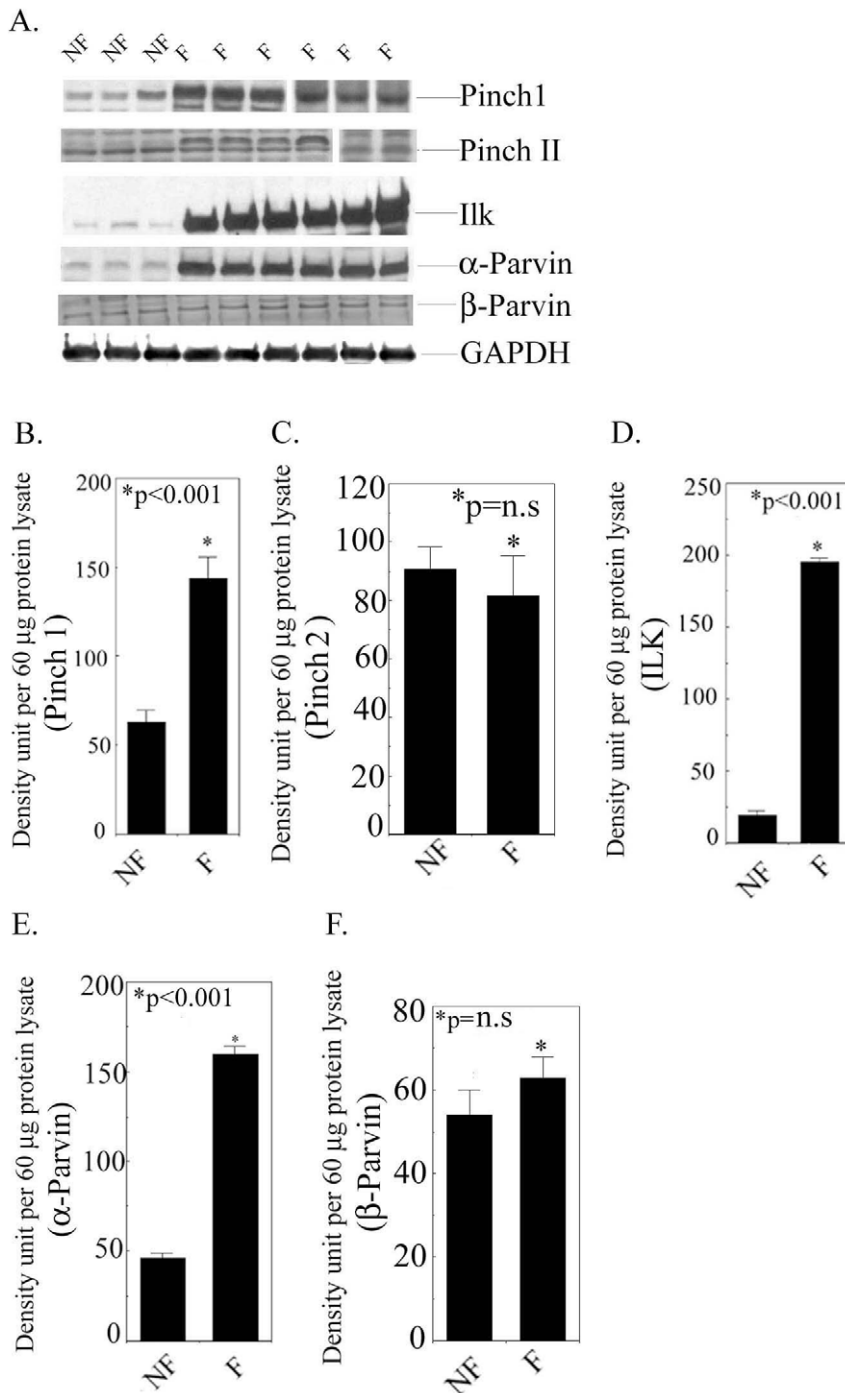 A.
NF NF NF F F F F F F
Pinch1
Pinch II
Ilk
α-Parvin
β-Parvin
GAPDH
B.
Density unit per 60 µg protein lysate
(Pinch 1)
200
150
100
50
0
*p<0.001
*
NF F
C.
Density unit per 60 µg protein lysate
(Pinch 2)
120
100
80
60
40
20
0
*p=n.s
*
NF F
D.
Density unit per 60 µg protein lysate
(ILK)
250
200
150
100
50
25
0
*p<0.001
*
NF F
E.
Density unit per 60 µg protein lysate
(α-Parvin)
200
150
100
50
0
*p<0.001
*
NF F
F.
Density unit per 60 µg protein lysate
(β-Parvin)
80
60
40
20
0
*p=n.s
*
NF F